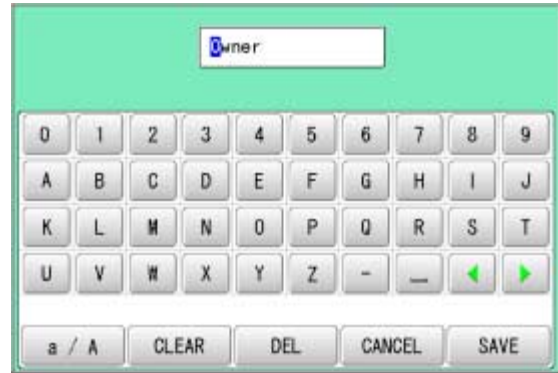 Owner
0 1 2 3 4 5 6 7 8 9
A B C D E F G H I J
K L M N O P Q R S T
U V W X Y Z - _
a / A CLEAR DEL CANCEL SAVE